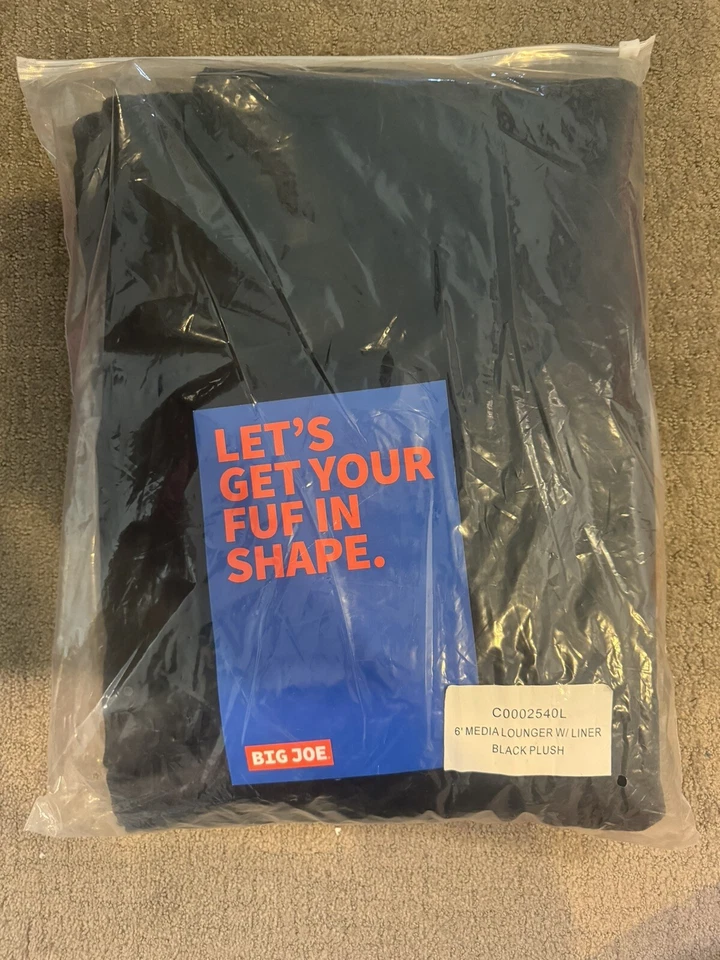 LET'S
GET YOUR
FUF IN
SHAPE.
BIG JOE
C0002540L
6' MEDIA LOUNGER W/ LINER
BLACK PLUSH